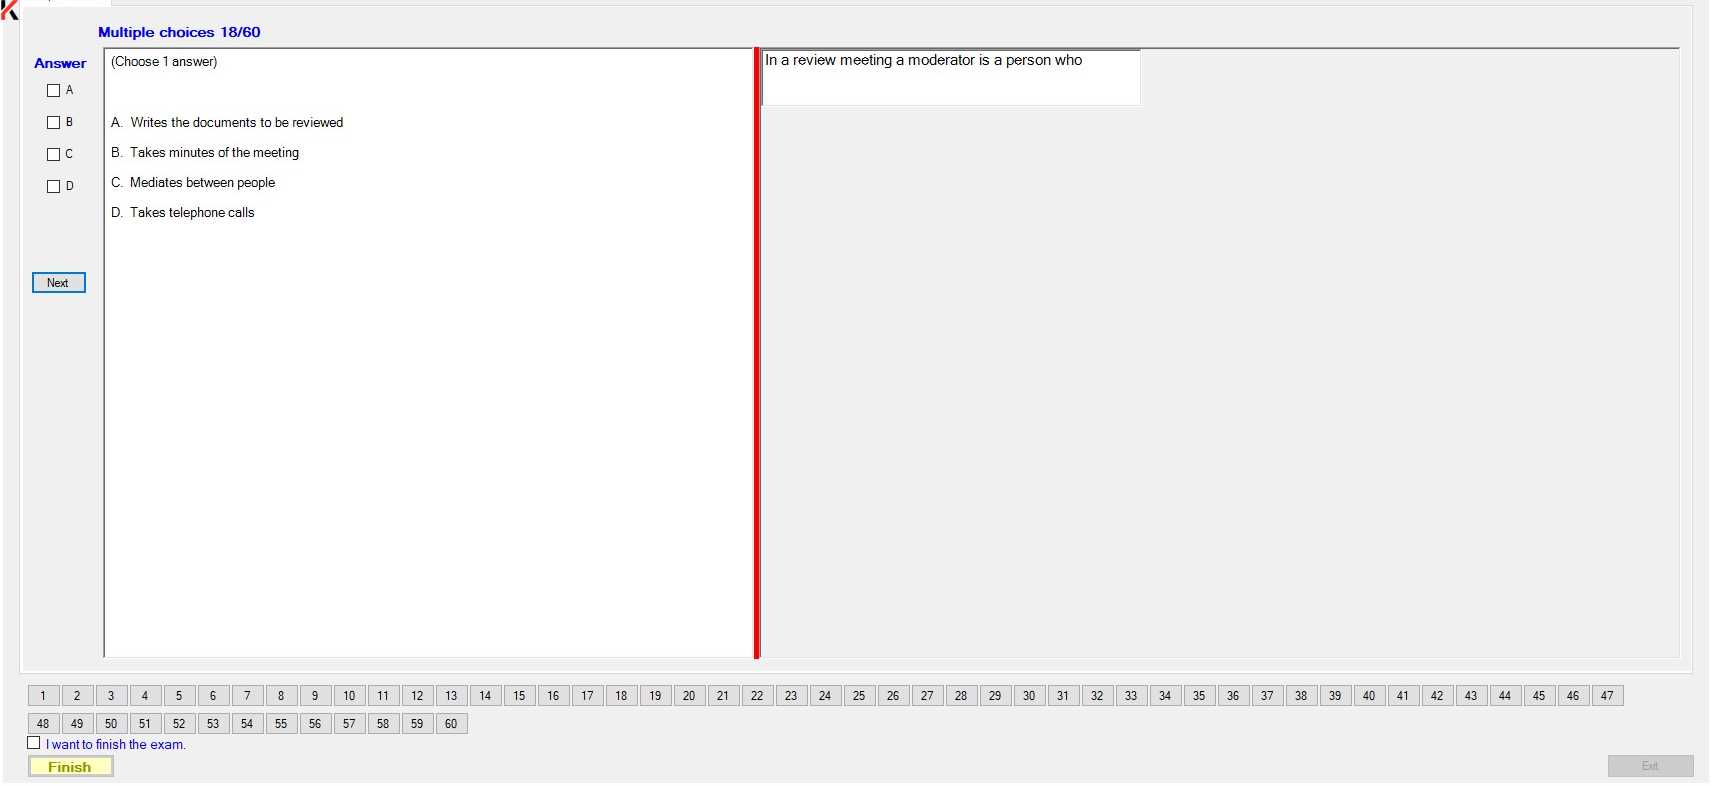 Multiple choices 18/60
Answer
A
B
C
D
Next
(Choose 1 answer)
A. Writes the documents to be reviewed
B. Takes minutes of the meeting
C. Mediates between people
D. Takes telephone calls
In a review meeting a moderator is a person who
1 2 3 4 5 6 7 8 9 10 11 12 13 14 15 16 17 18 19 20 21 22 23 24 25 26 27 28 29 30 31 32 33 34 35 36 37 38 39 40 41 42 43 44 45 46 47
48 49 50 51 52 53 54 55 56 57 58 59 60
I want to finish the exam.
Finish
Exit